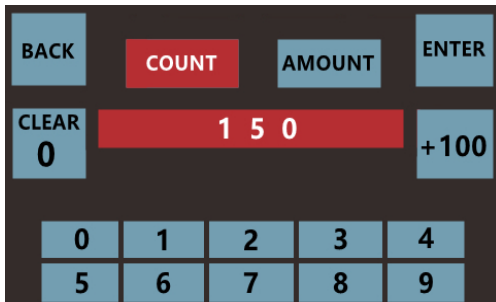 BACK
COUNT
AMOUNT
ENTER
CLEAR
0
1 5 0
+100
0 1 2 3 4
5 6 7 8 9